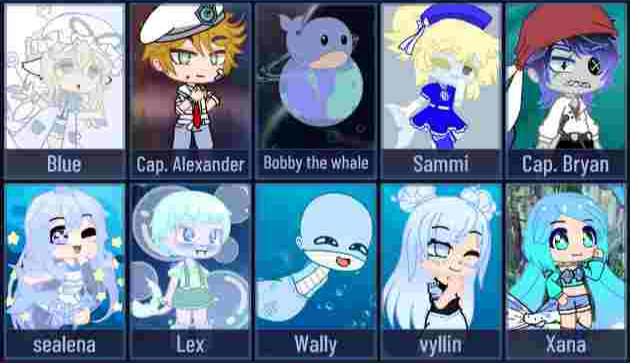 Blue
Cap. Alexander
Bobby the whale
Sammi
Cap. Bryan
sealena
Lex
Wally
vyllin
Xana